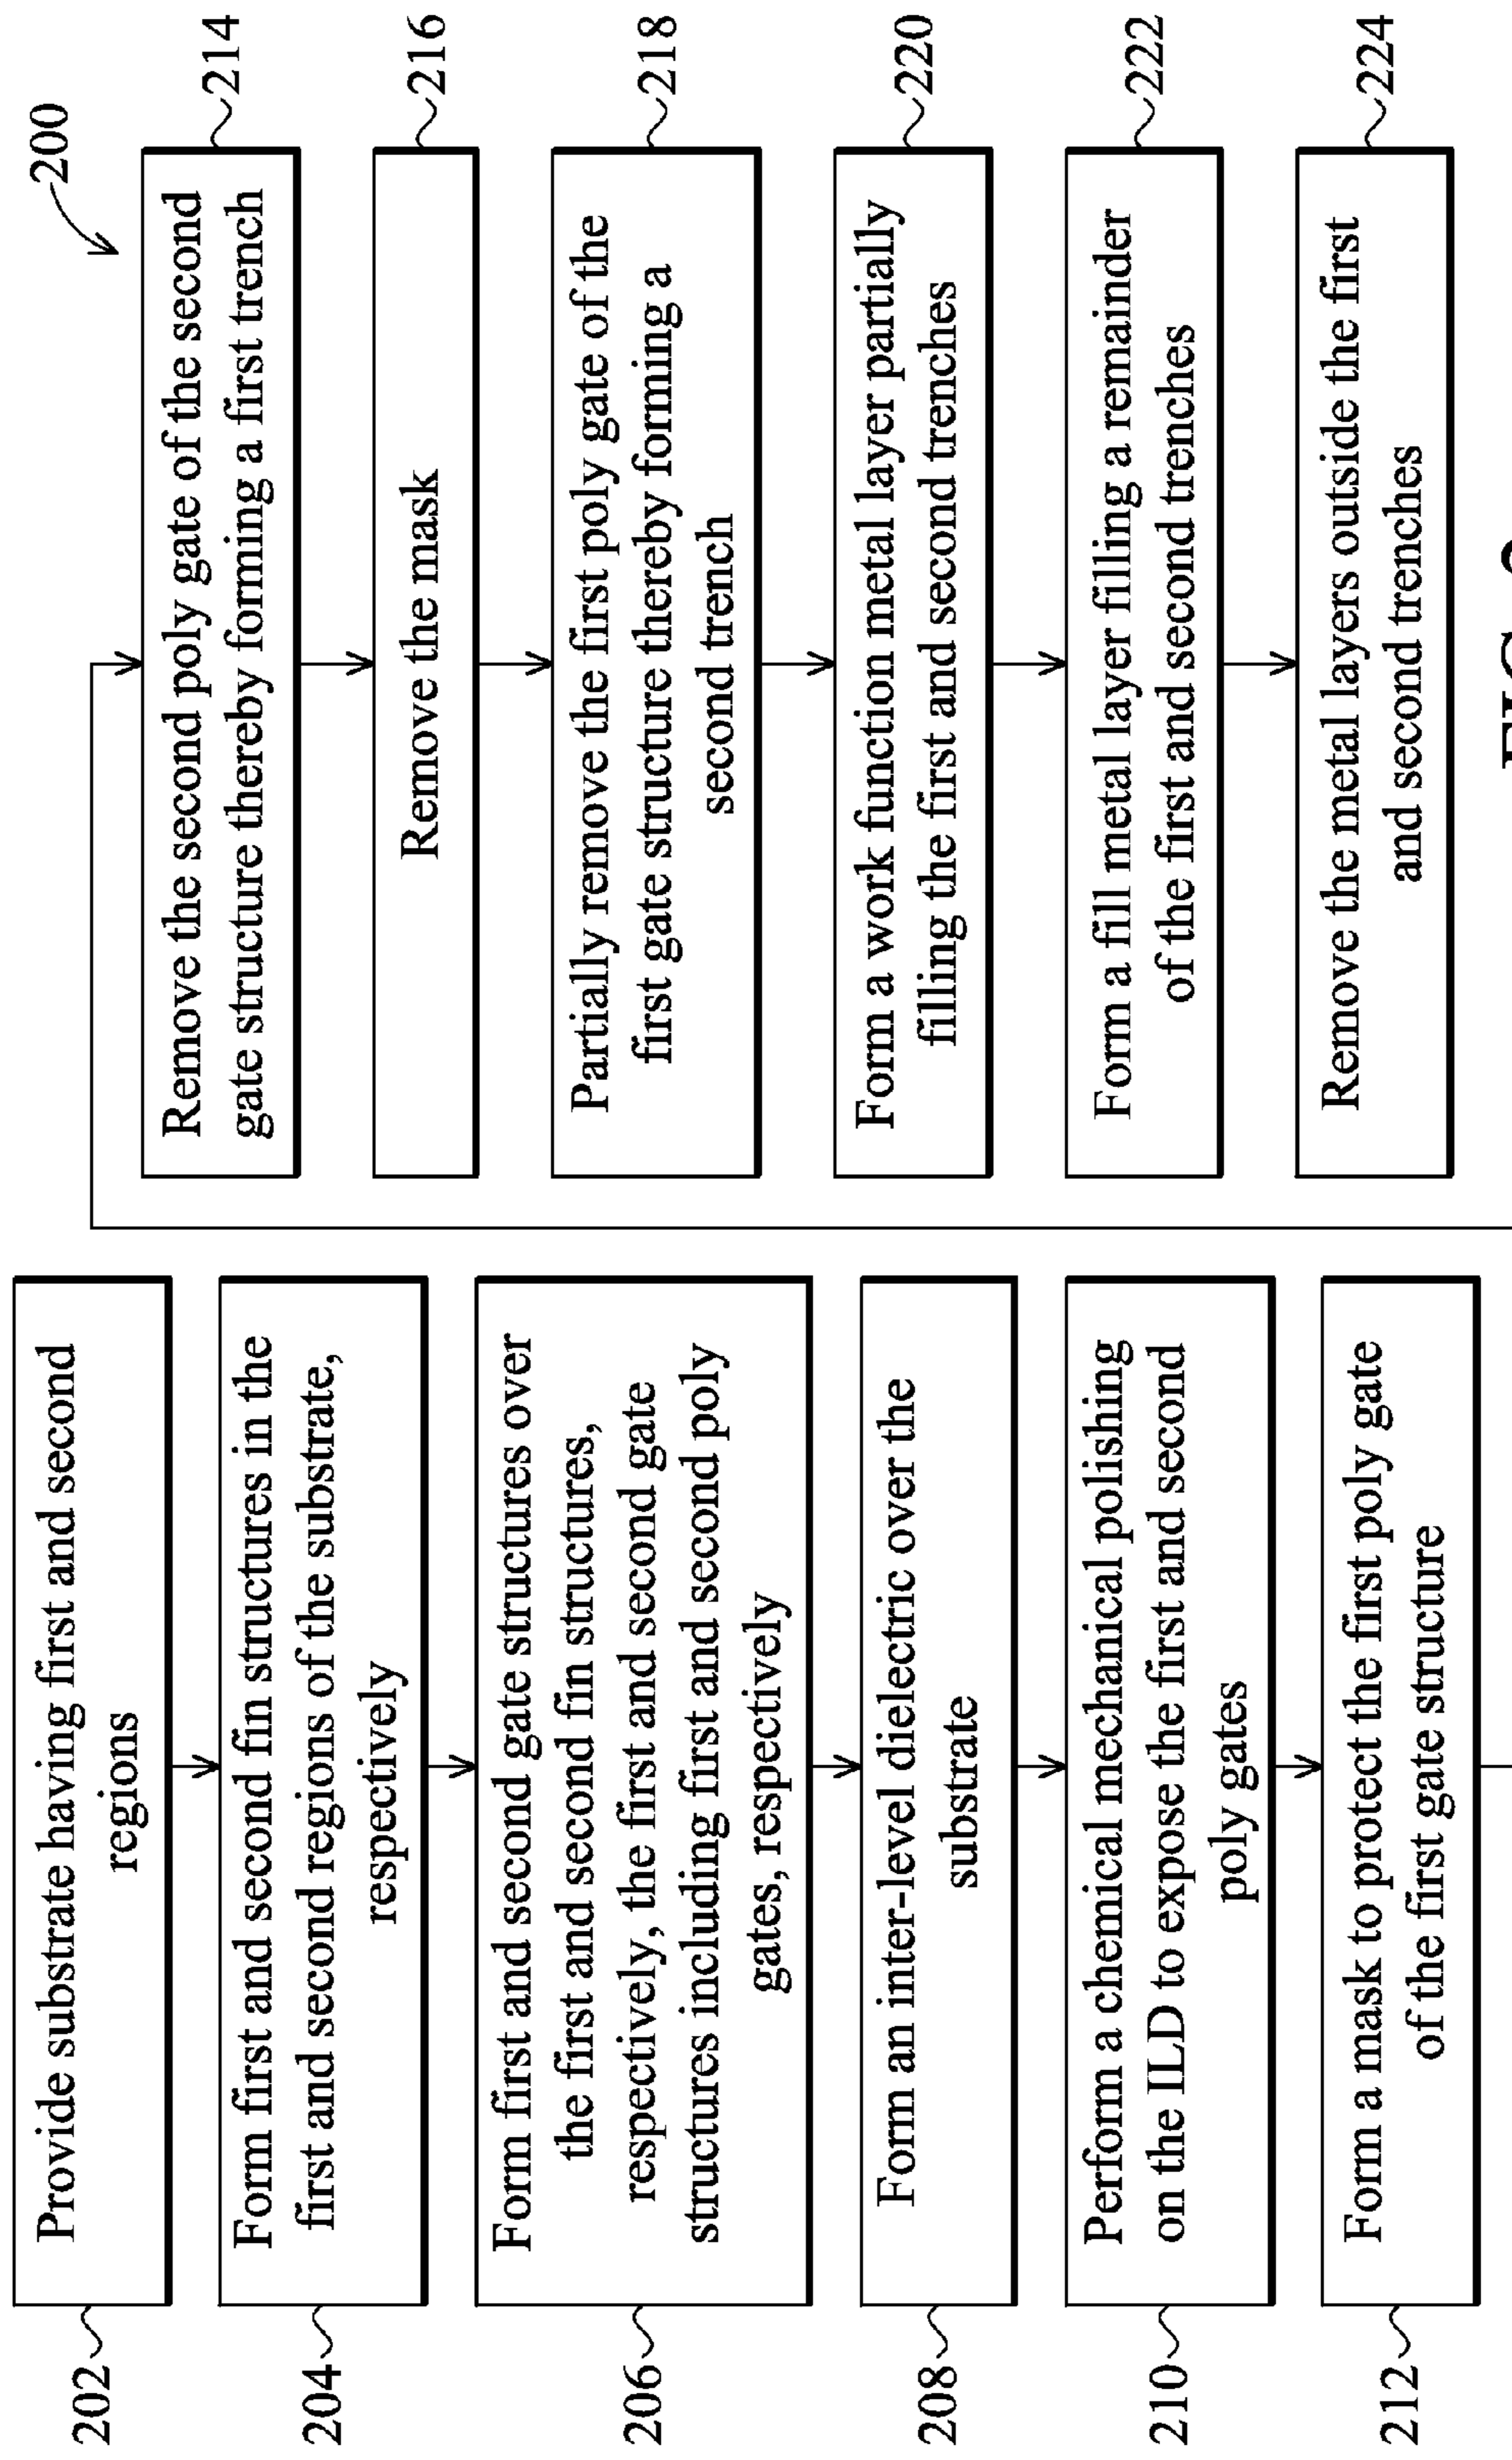 200
202
Provide substrate having first and second
regions
204
Form first and second fin structures in the
first and second regions of the substrate,
respectively
206
Form first and second gate structures over
the first and second fin structures,
respectively, the first and second gate
structures including first and second poly
gates, respectively
208
Form an inter-level dielectric over the
substrate
210
Perform a chemical mechanical polishing
on the ILD to expose the first and second
poly gates
212
Form a mask to protect the first poly gate
of the first gate structure
Remove the second poly gate of the second
gate structure thereby forming a first trench
214
Remove the mask
216
Partially remove the first poly gate of the
first gate structure thereby forming a
second trench
218
Form a work function metal layer partially
filling the first and second trenches
220
Form a fill metal layer filling a remainder
of the first and second trenches
222
Remove the metal layers outside the first
and second trenches
224